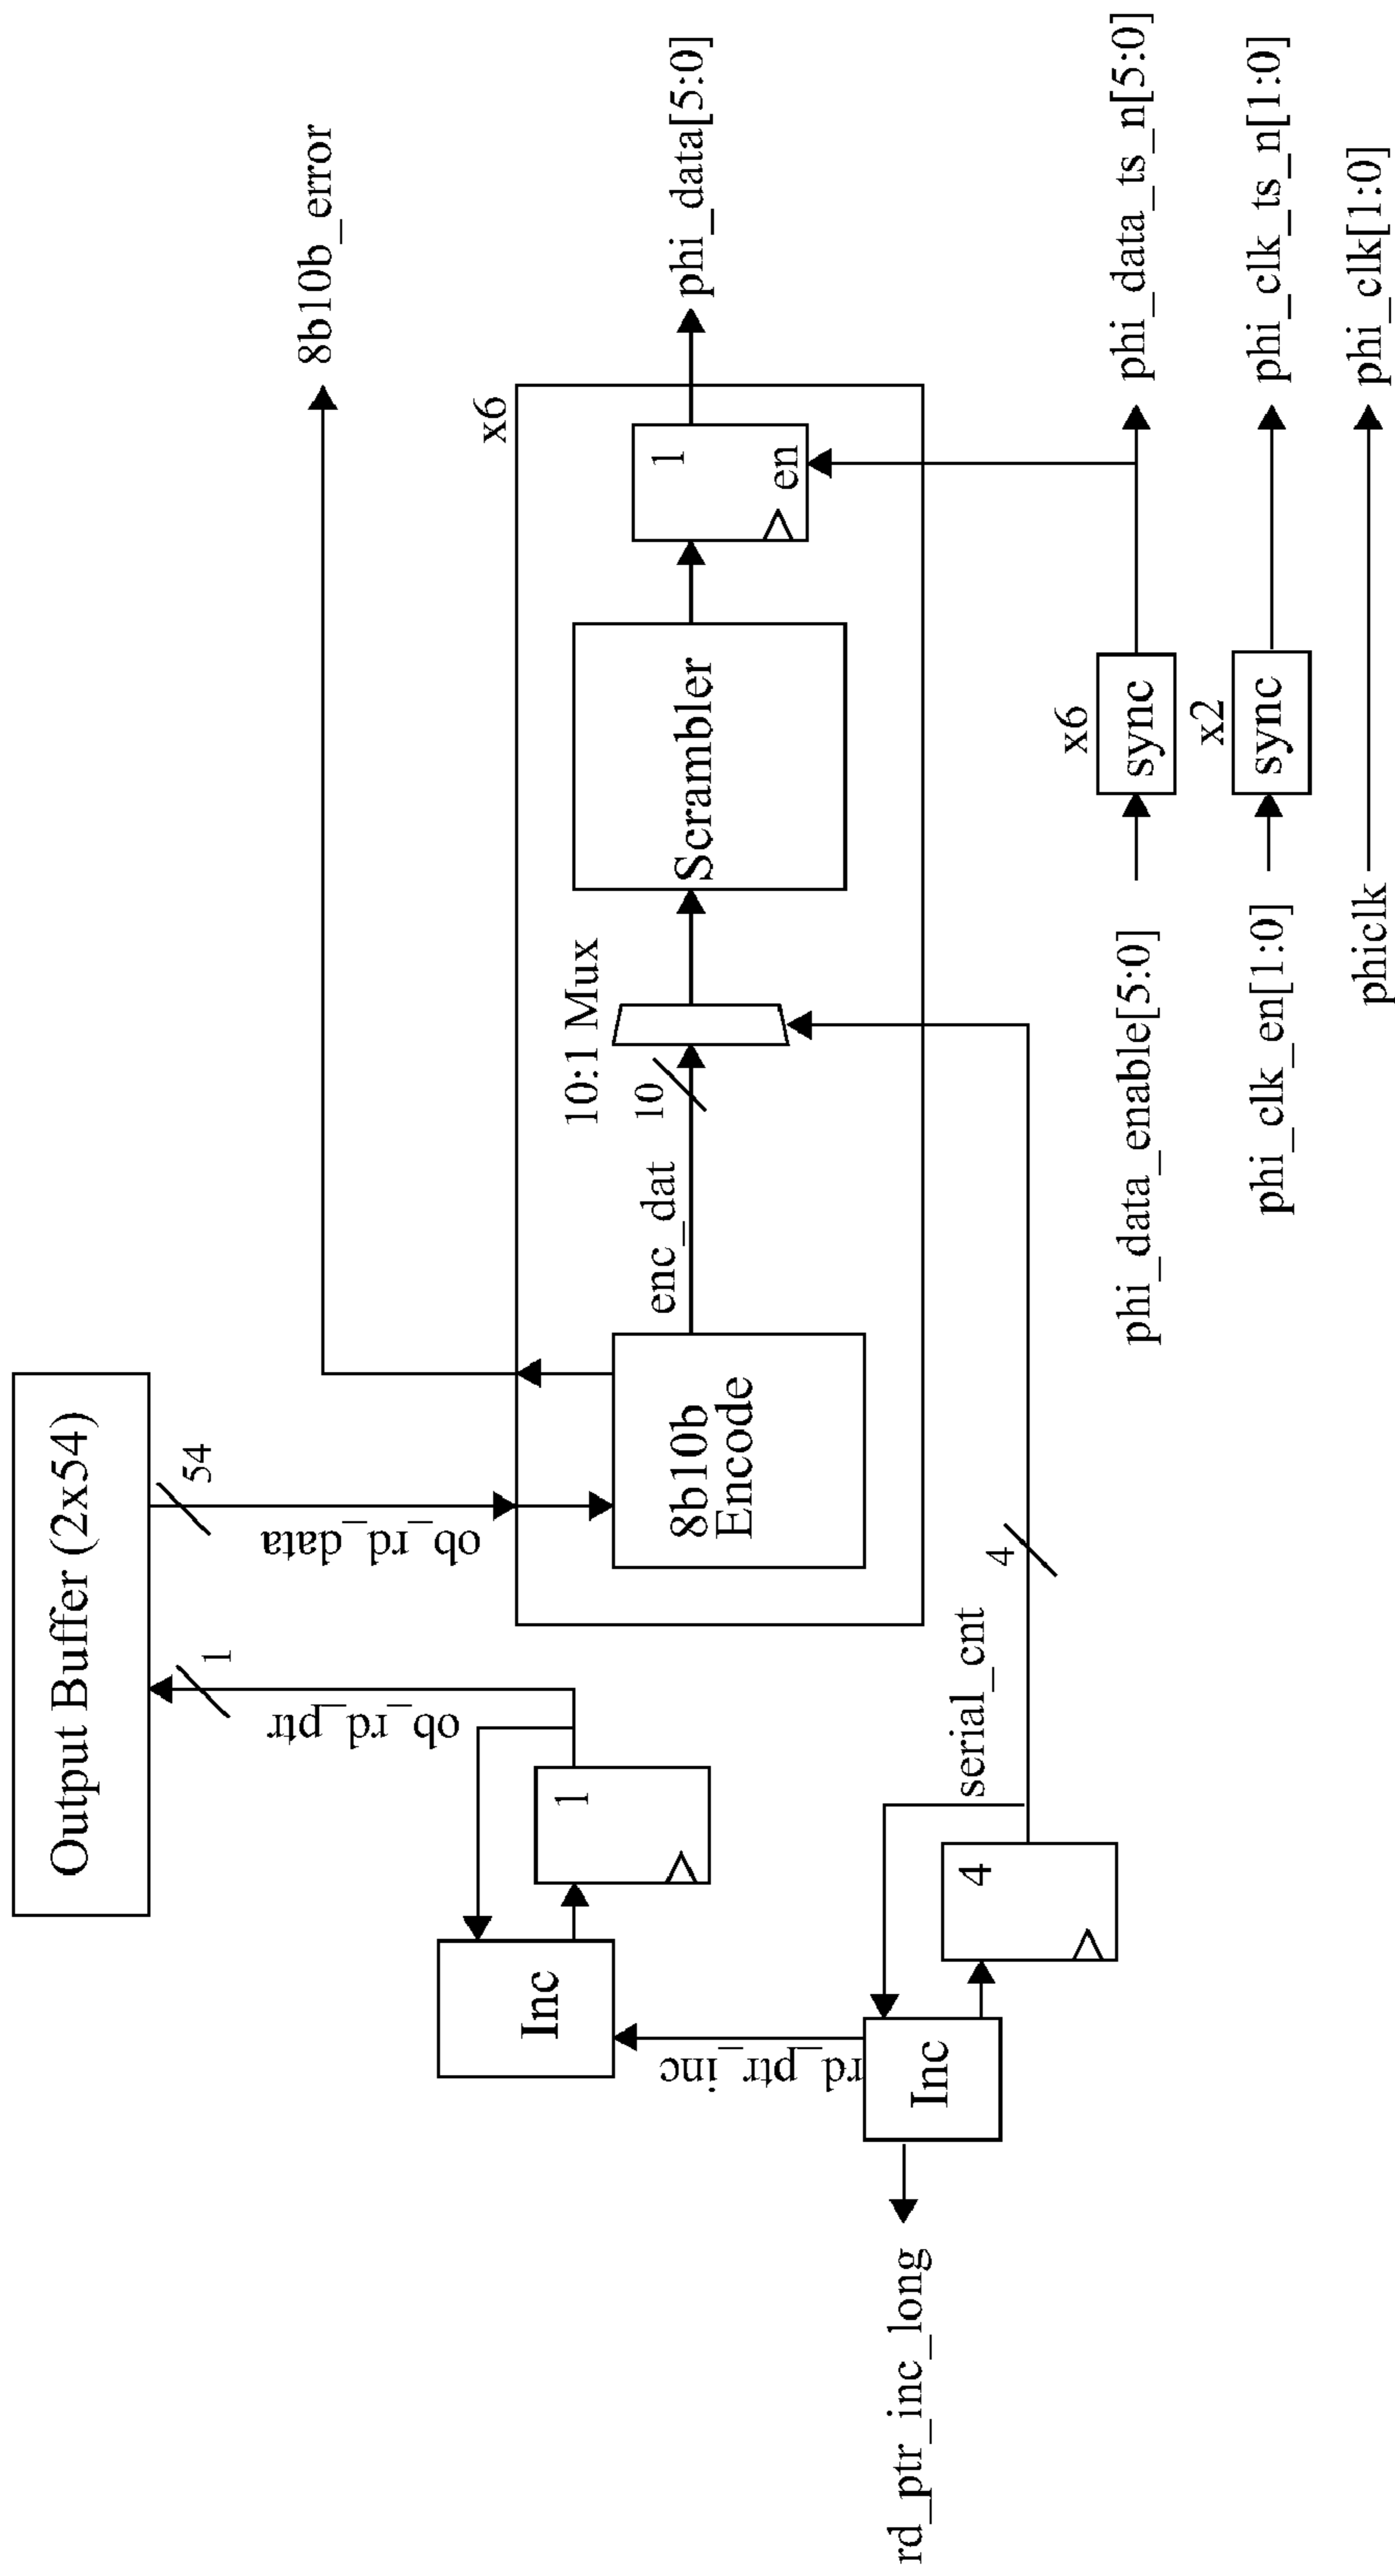 Output Buffer (2x54)
8b10b_error
ob_rd_ptr
1
ob_rd_data
54
x6
Inc
1
8b10b
Encode
enc_dat
10
10:1 Mux
Scrambler
1
en
phi_data[5:0]
rd_ptr_inc
rd_ptr_inc_long
Inc
4
serial_cnt
4
phi_data_enable[5:0]
x6
sync
phi_data_ts_n[5:0]
phi_clk_en[1:0]
x2
sync
phi_clk_ts_n[1:0]
phiclk
phi_clk[1:0]